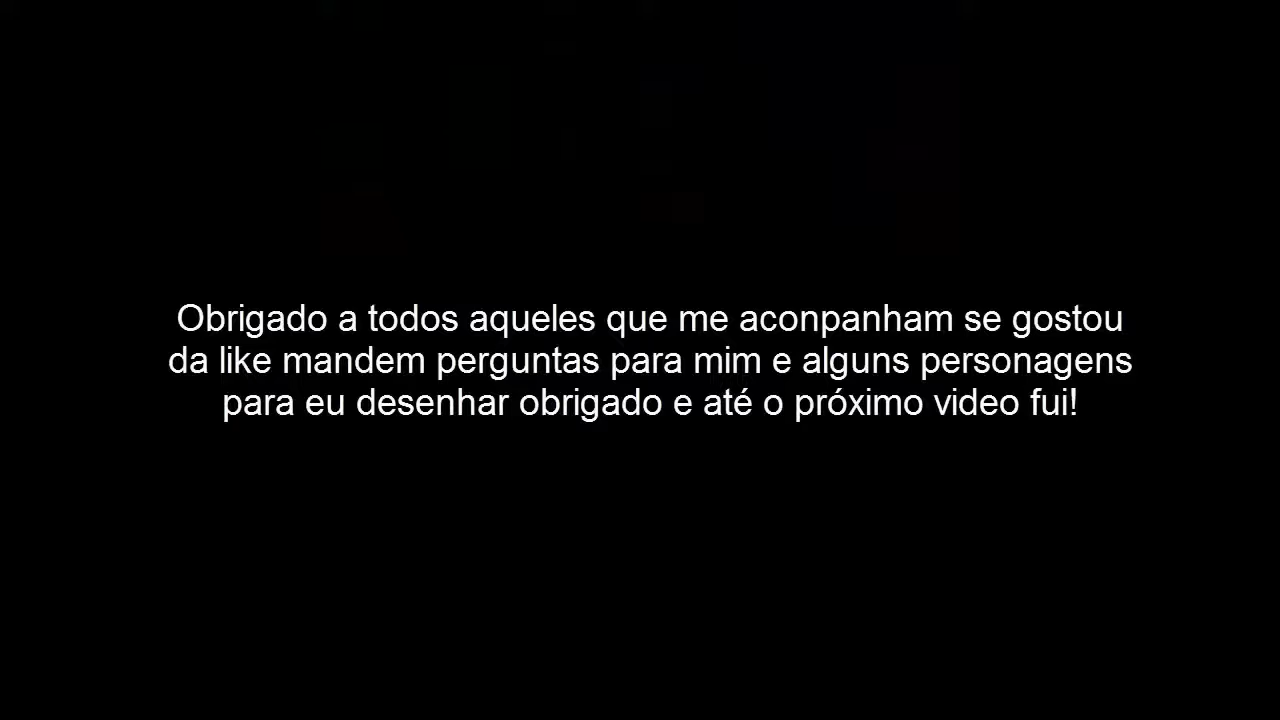 Obrigado a todos aqueles que me aconpanham se gostou
da like mandem perguntas para mim e alguns personagens
para eu desenhar obrigado e até o próximo video fui!